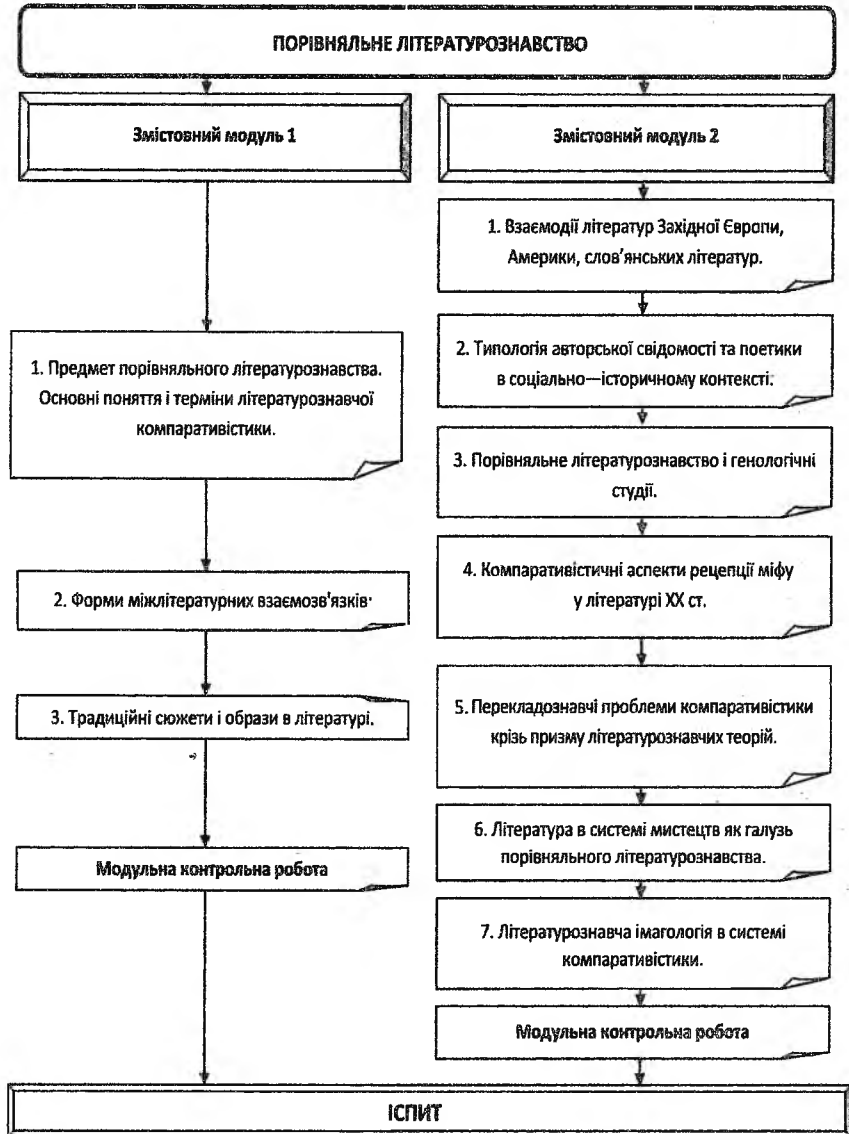 ПОРІВНЯЛЬНЕ ЛІТЕРАТУРОЗНАВСТВО
Змістовний модуль 1
1. Предмет порівняльного літературознавства.
Основні поняття і терміни літературознавчої
компаративістики.
2. Форми міжлітературних взаємозв'язків.
3. Традиційні сюжети і образи в літературі.
Модульна контрольна робота
Змістовний модуль 2
1. Взаємодії літератур Західної Європи,
Америки, слов'янських літератур.
2. Типологія авторської свідомості та поетики
в соціально—історичному контексті.
3. Порівняльне літературознавство і генологічні
студії.
4. Компаративістичні аспекти рецепції міфу
у літературі XX ст.
5. Перекладознавчі проблеми компаративістики
крізь призму літературознавчих теорій.
6. Література в системі мистецтв як галузь
порівняльного літературознавства.
7. Літературознавча імагологія в системі
компаративістики.
Модульна контрольна робота
ІСПИТ